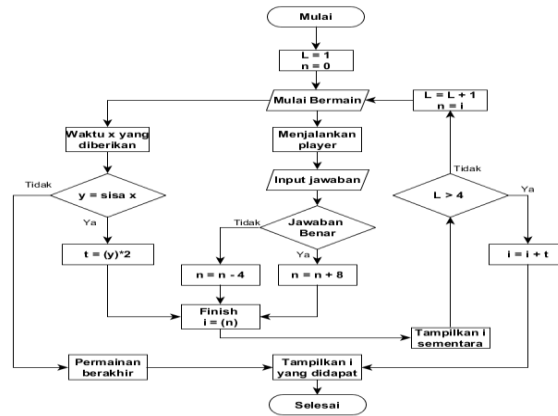 Mulai
L = 1
n = 0
Mulai Bermain
L = L + 1
n = i
Waktu x yang
diberikan
Menjalankan
player
Input jawaban
Tidak
y = sisa x
Ya
Tidak
Jawaban
Benar
Ya
L > 4
Tidak
Ya
t = (y)*2
n = n - 4
n = n + 8
i = i + t
Finish
i = (n)
Tampilkan i
sementara
Permainan
berakhir
Tampilkan i
yang didapat
Selesai